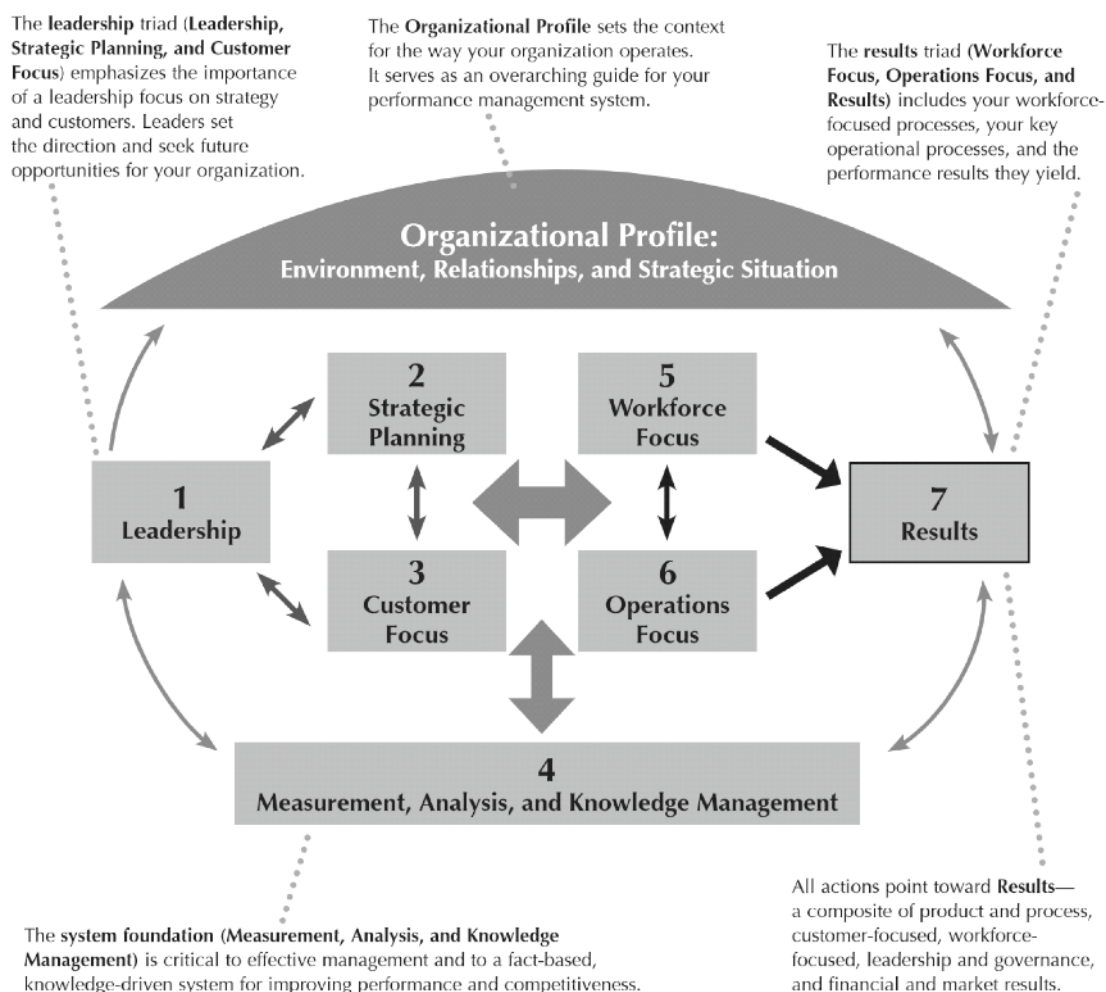 The leadership triad (Leadership,
Strategic Planning, and Customer
Focus) emphasizes the importance
of a leadership focus on strategy
and customers. Leaders set
the direction and seek future
opportunities for your organization.
The Organizational Profile sets the context
for the way your organization operates.
It serves as an overarching guide for your
performance management system.
The results triad (Workforce
Focus, Operations Focus, and
Results) includes your workforce-
focused processes, your key
operational processes, and the
performance results they yield.
Organizational Profile:
Environment, Relationships, and Strategic Situation
2
Strategic
Planning
5
Workforce
Focus
1
Leadership
7
Results
3
Customer
Focus
6
Operations
Focus
4
Measurement, Analysis, and Knowledge Management
The system foundation (Measurement, Analysis, and Knowledge
Management) is critical to effective management and to a fact-based,
knowledge-driven system for improving performance and competitiveness.
All actions point toward Results—
a composite of product and process,
customer-focused, workforce-
focused, leadership and governance,
and financial and market results.